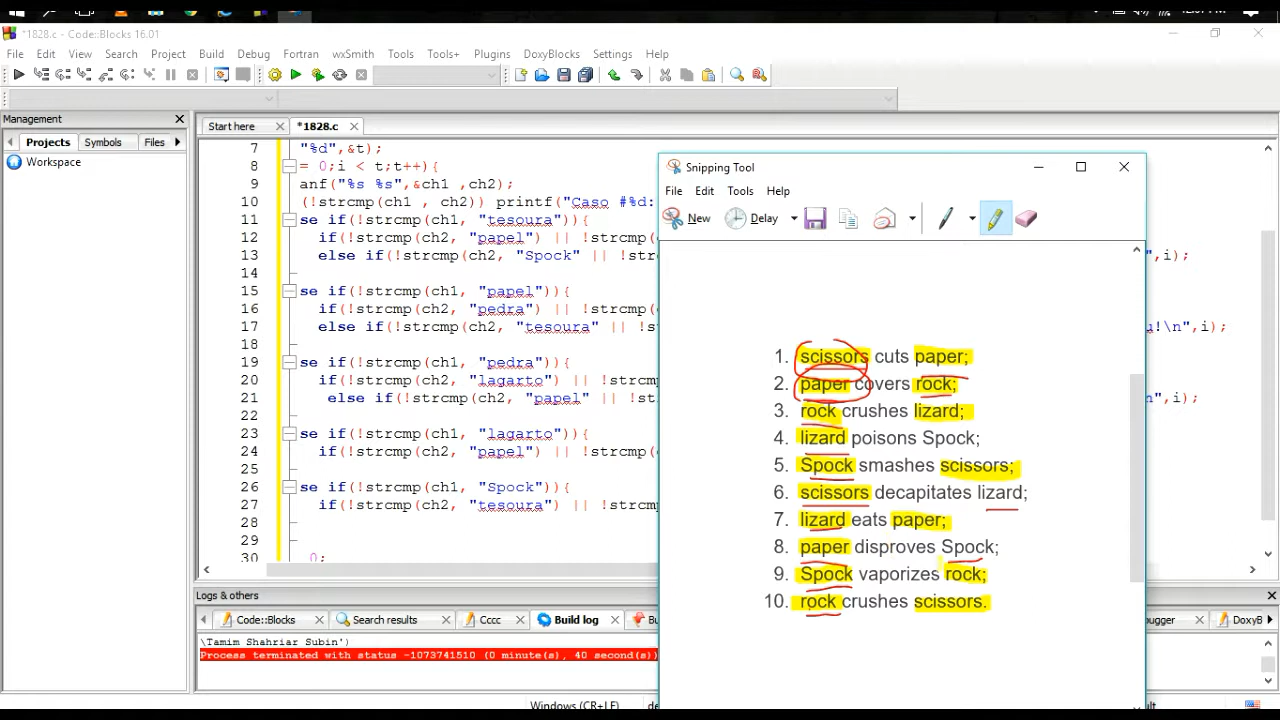 *1828.c - Code::Blocks 16.01
File Edit View Search Project Build Debug Fortran wxSmith Tools Tools+ Plugins DoxyBlocks Settings Help
Management
Projects Symbols Files
Workspace
Start here *1828.c
7 "%d",&t);
8 = 0;i < t;t++){
9 anf("%s %s",&ch1 ,ch2);
10 (!strcmp(ch1 , ch2)) printf("Caso #%d:
11 se if(!strcmp(ch1, "tesoura")){
12 if(!strcmp(ch2, "papel") || !strcmp(
13 else if(!strcmp(ch2, "Spock" || !str ",i);
14
15 se if(!strcmp(ch1, "papel")){
16 if(!strcmp(ch2, "pedra") || !strcmp(
17 else if(!strcmp(ch2, "tesoura" || !s u!\n",i);
18
19 se if(!strcmp(ch1, "pedra")){
20 if(!strcmp(ch2, "lagarto") || !strc
21 else if(!strcmp(ch2, "papel" || !str n",i);
22
23 se if(!strcmp(ch1, "lagarto")){
24 if(!strcmp(ch2, "papel") || !strcmp(
25
26 se if(!strcmp(ch1, "Spock")){
27 if(!strcmp(ch2, "tesoura") || !strc
28
29
30 0;
Snipping Tool
File Edit Tools Help
New Delay
1. scissors cuts paper;
2. paper covers rock;
3. rock crushes lizard;
4. lizard poisons Spock;
5. Spock smashes scissors;
6. scissors decapitates lizard;
7. lizard eats paper;
8. paper disproves Spock;
9. Spock vaporizes rock;
10. rock crushes scissors.
Logs & others
Code::Blocks Search results Cccc Build log Bu gger DoxyB
\Tamim Shahriar Subin')
Process terminated with status -1073741510 (0 minute(s), 40 second(s))
Windows (CR+LF) de ult